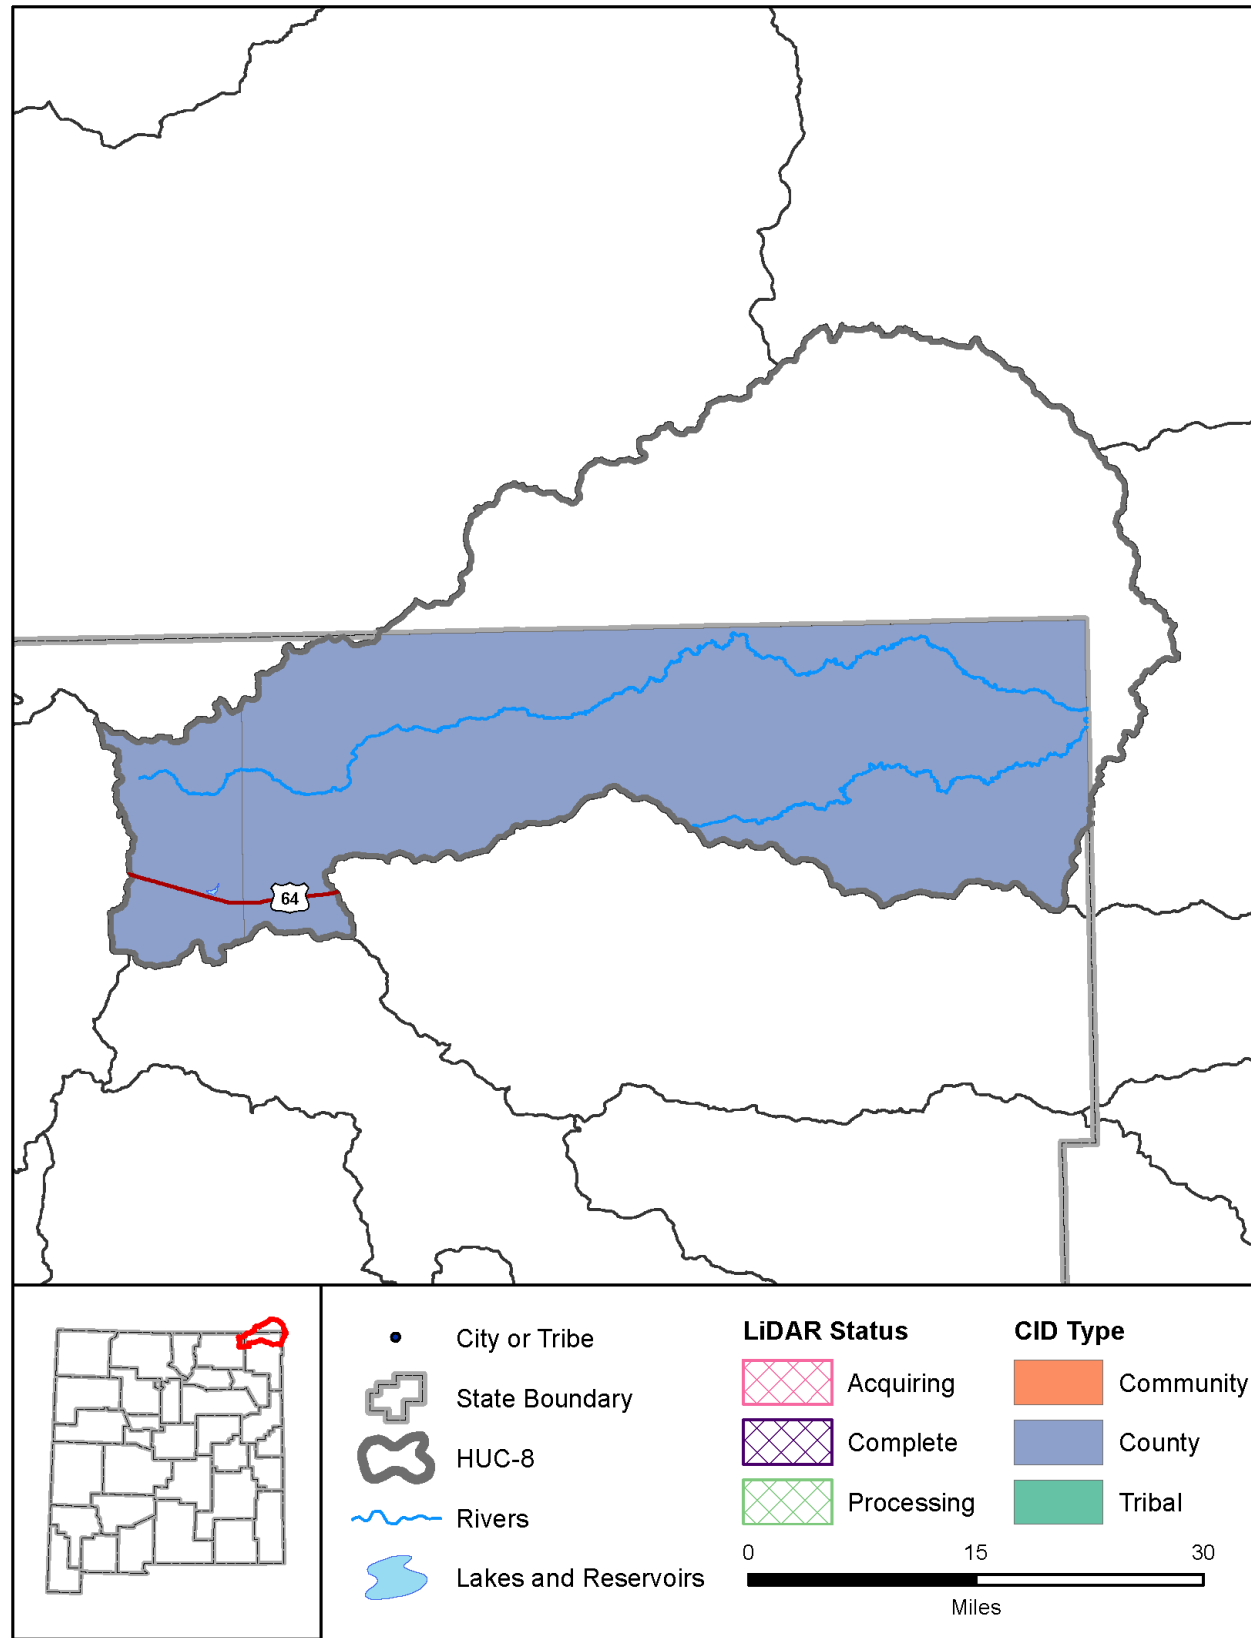 64
City or Tribe
State Boundary
HUC-8
Rivers
Lakes and Reservoirs
LiDAR Status
Acquiring
Complete
Processing
CID Type
Community
County
Tribal
0 15 30
Miles